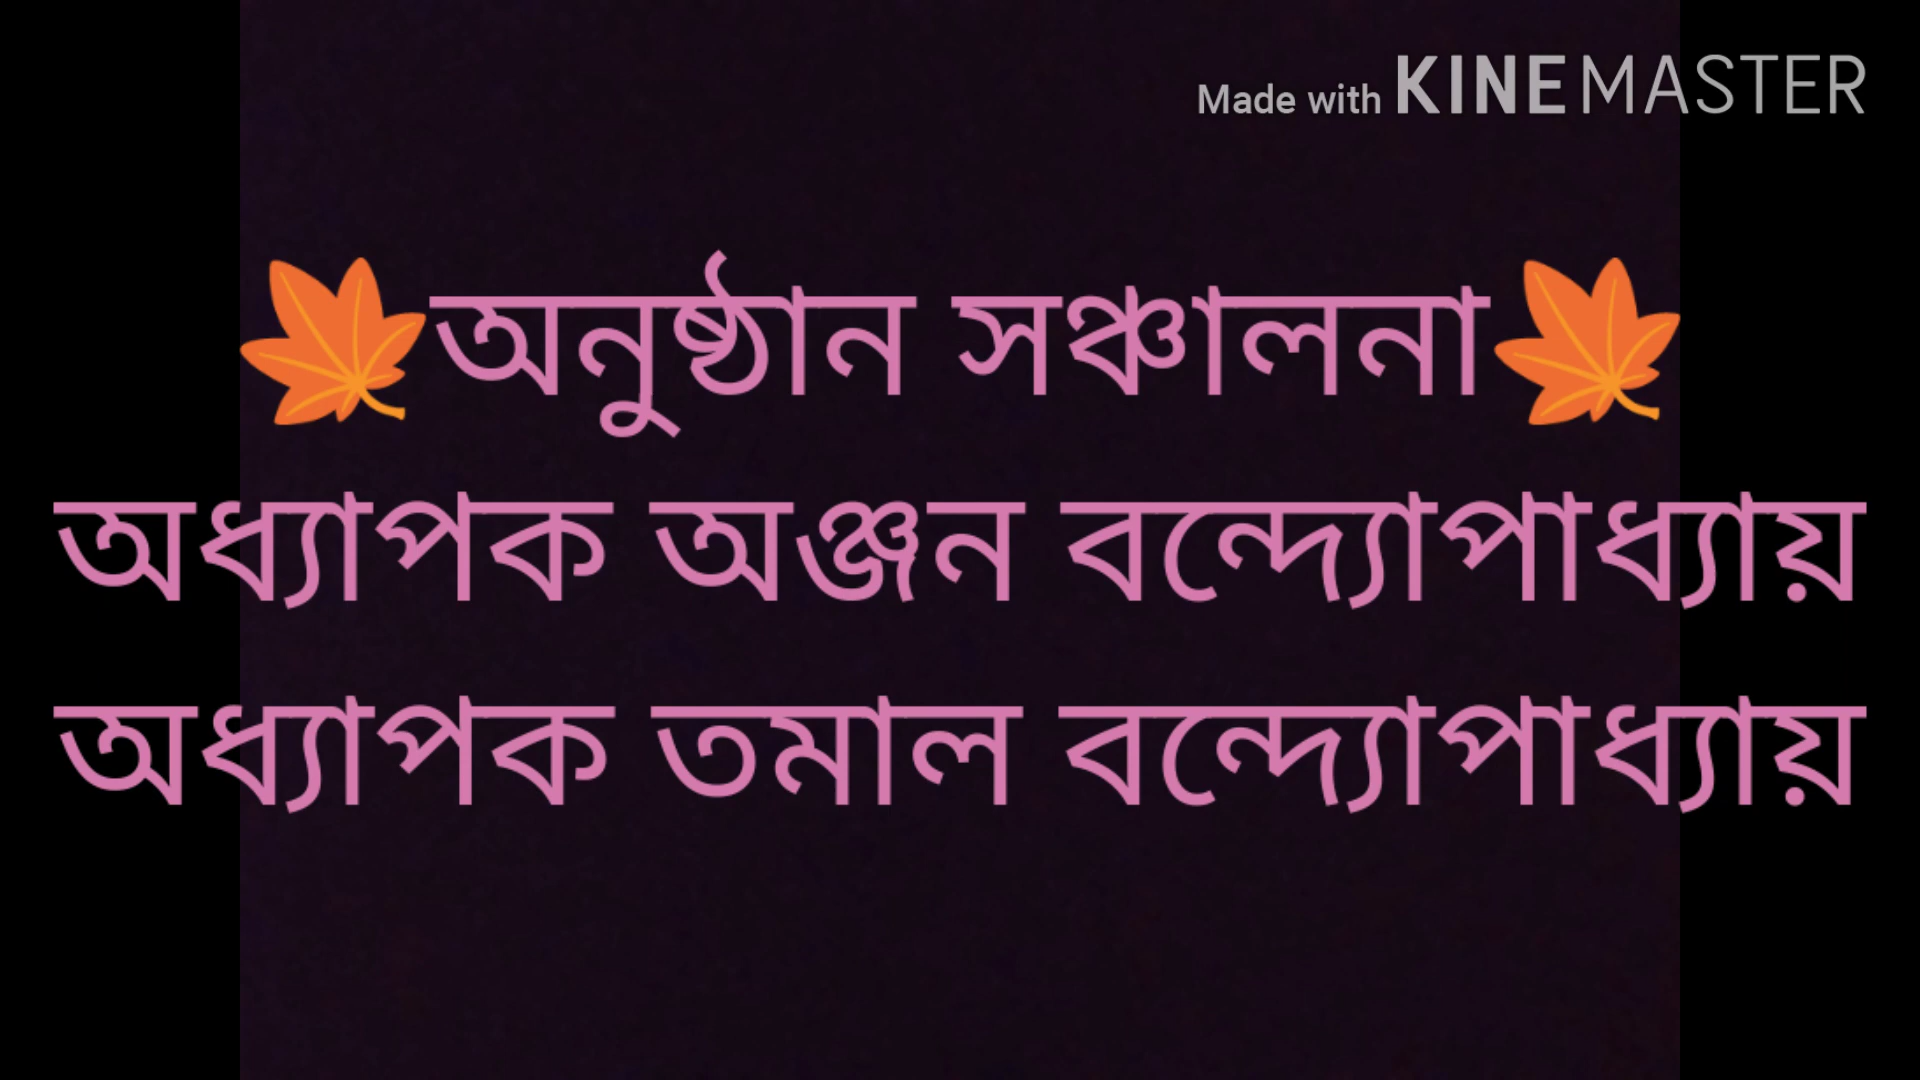 Made with KINEMASTER
🍁অনুষ্ঠান সঞ্চালনা🍁
অধ্যাপক অঞ্জন বন্দ্যোপাধ্যায়
অধ্যাপক তমাল বন্দ্যোপাধ্যায়